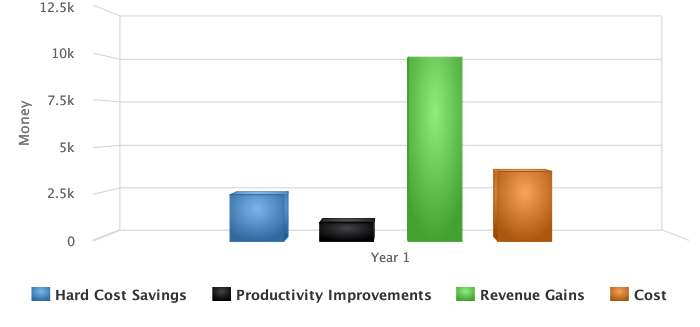 12.5k
10k
7.5k
5k
2.5k
0
Money
Year 1
Hard Cost Savings Productivity Improvements Revenue Gains Cost